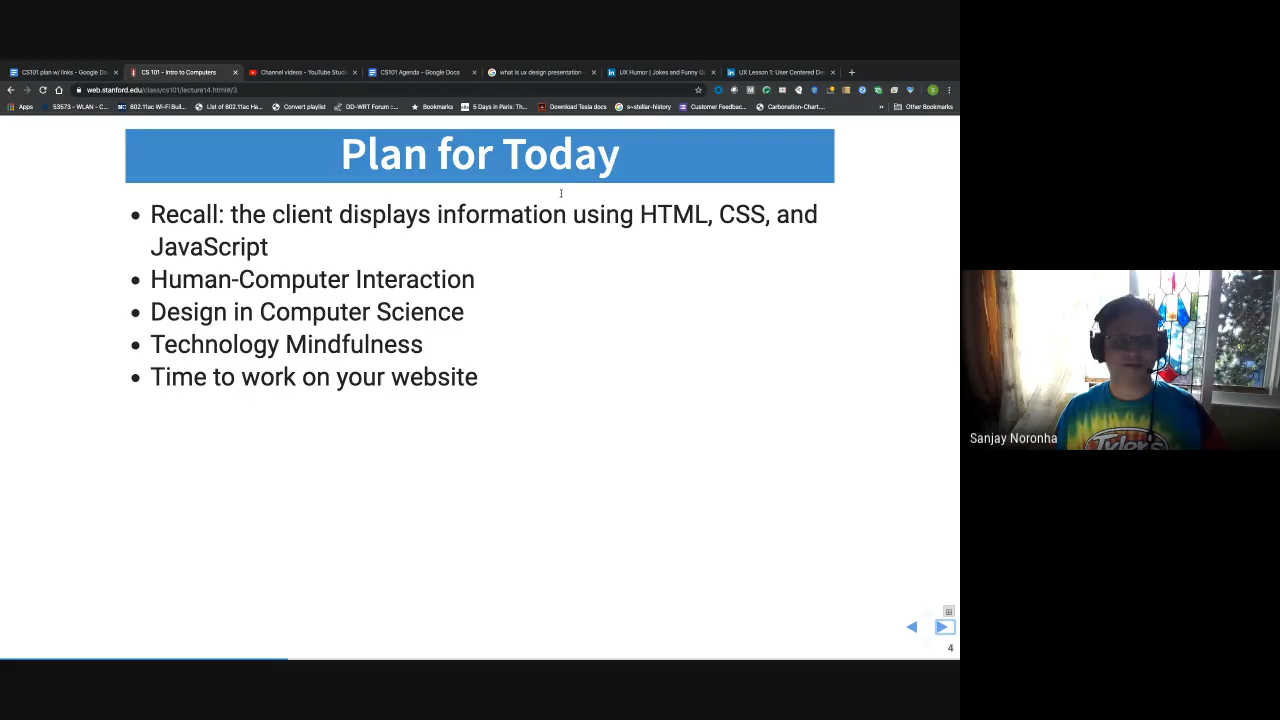 CS101 plan w/ links - Google Do
CS 101 - Intro to Computers
Channel videos - YouTube Studi
CS101 Agenda - Google Docs
what is ux design presentation -
UX Humor | Jokes and Funny Q
UX Lesson 1: User Centered De
web.stanford.edu/class/cs101/lecture14.html#/3
Apps
53573 - WLAN - C...
802.11ac Wi-Fi Buil...
List of 802.11ac Ha...
Convert playlist
DD-WRT Forum ::...
Bookmarks
5 Days in Paris: Th...
Download Tesla docs
s-stollar-history
Customer Feedbac...
Carbonation-Chart....
»
Other Bookmarks
Plan for Today
• Recall: the client displays information using HTML, CSS, and
JavaScript
• Human-Computer Interaction
• Design in Computer Science
• Technology Mindfulness
• Time to work on your website
Sanjay Noronha
Tyler's
4